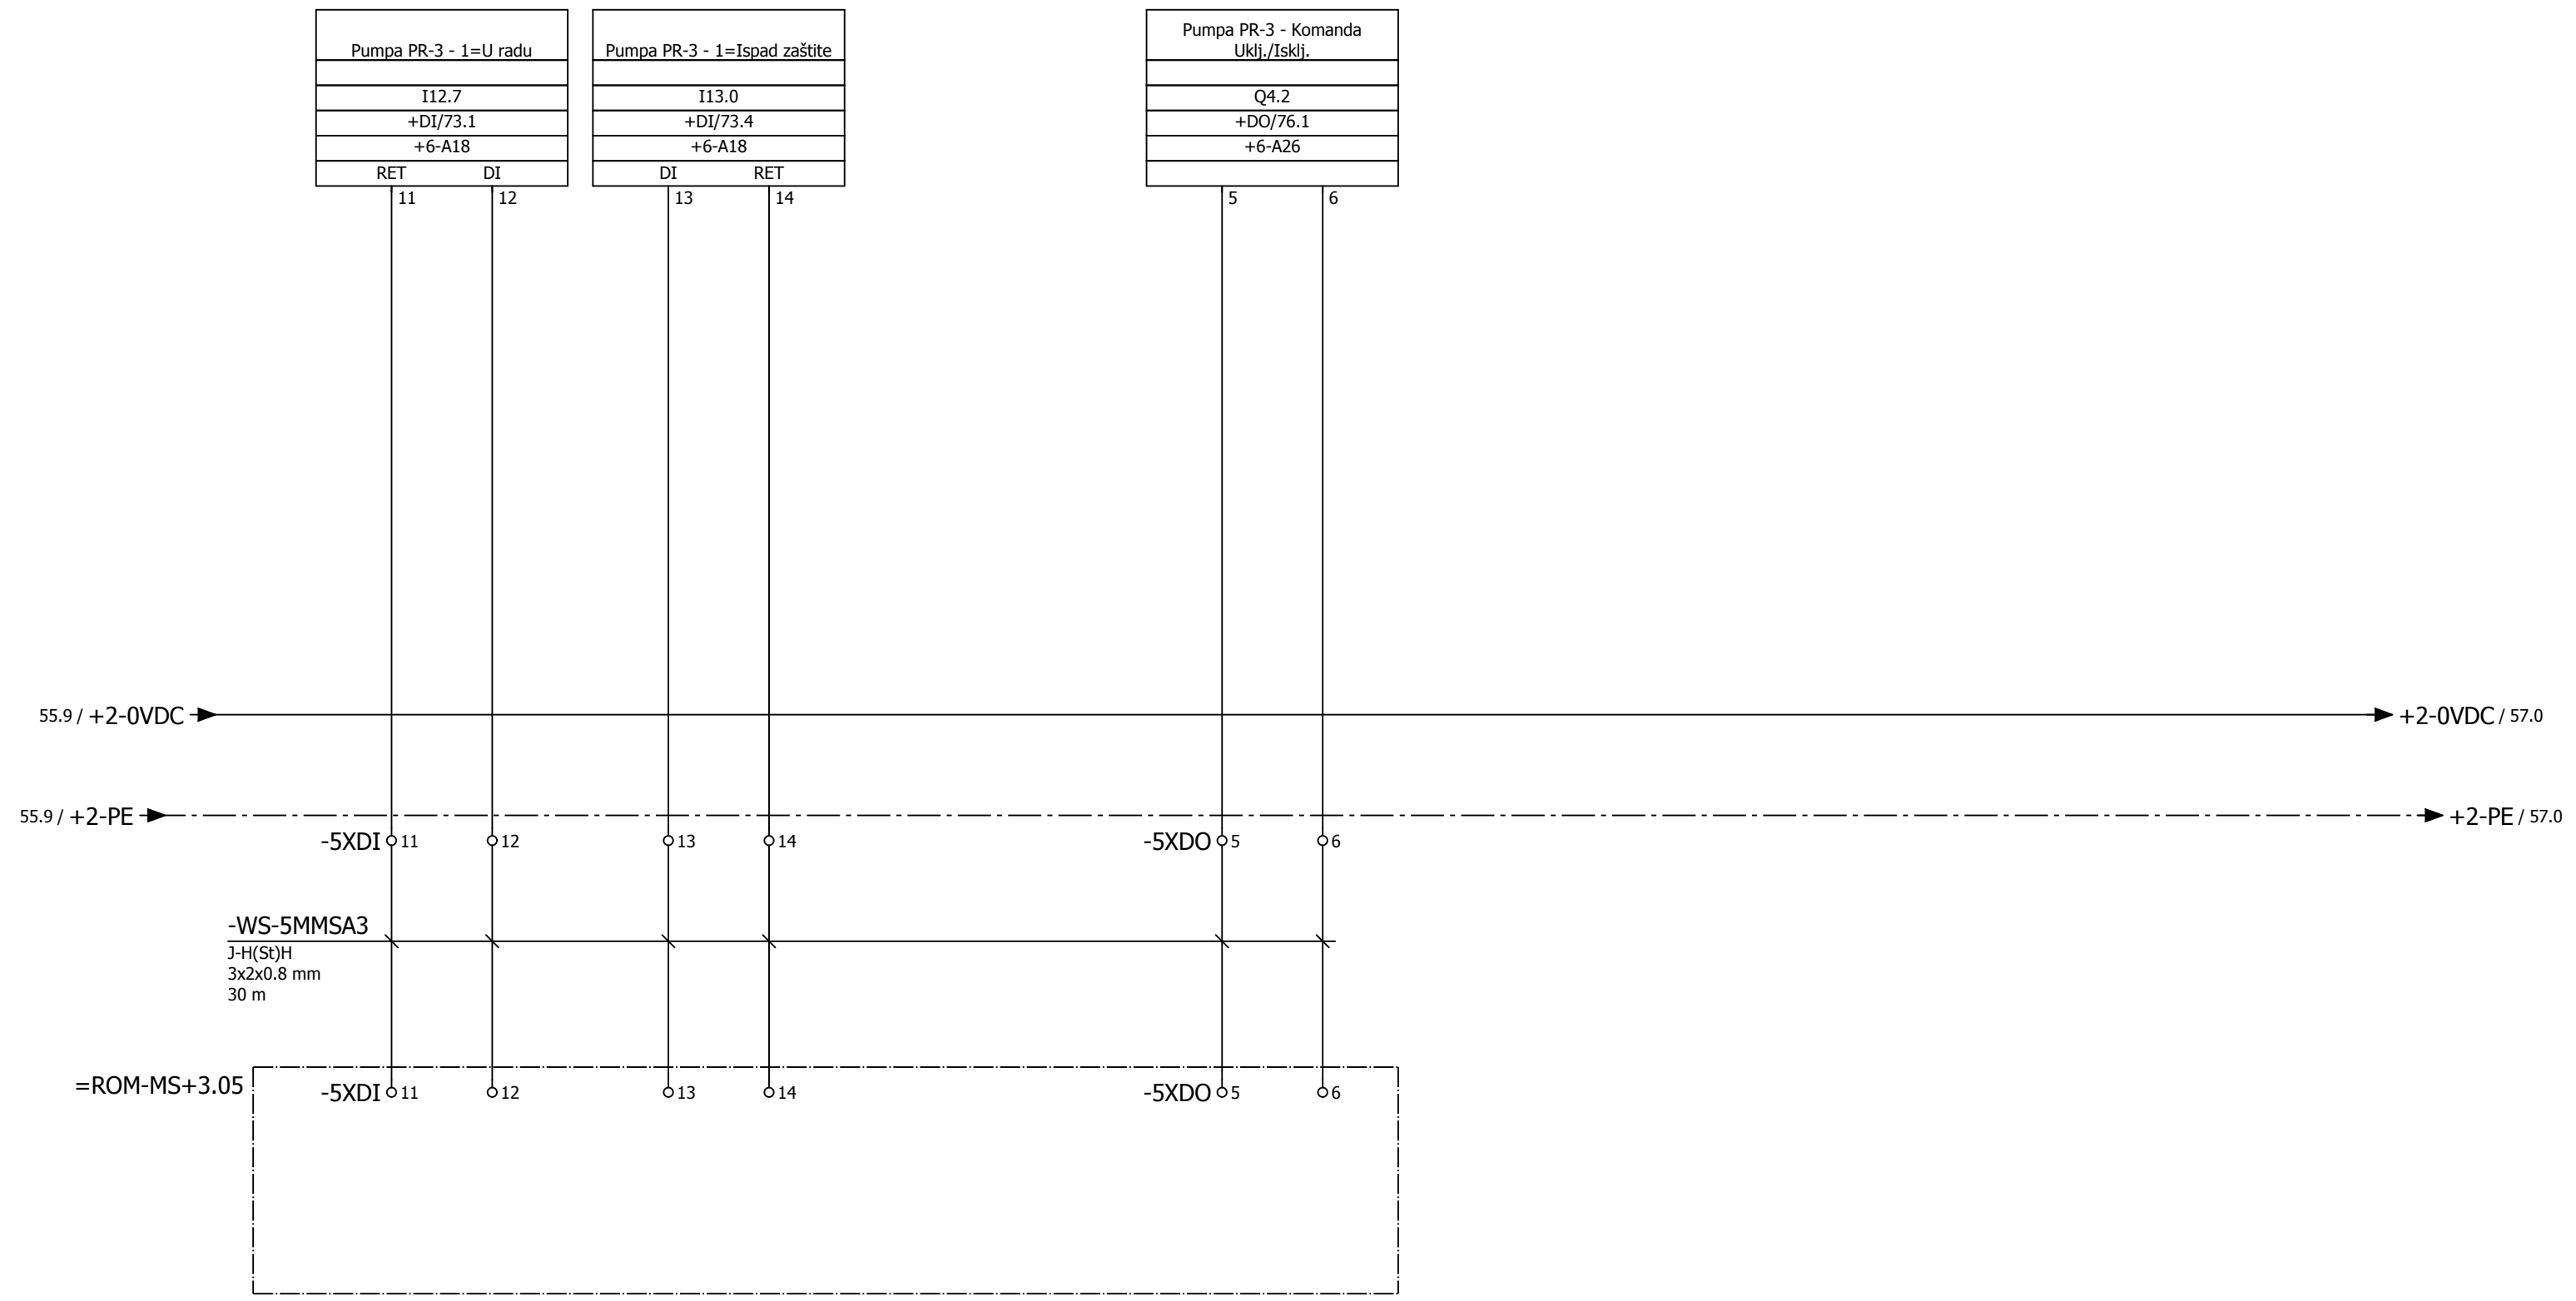 Pumpa PR-3 - 1=U radu
I12.7
+DI/73.1
+6-A18
RET DI
11 12
Pumpa PR-3 - 1=Ispad zaštite
I13.0
+DI/73.4
+6-A18
DI RET
13 14
Pumpa PR-3 - Komanda
Uklj./Isklj.
Q4.2
+DO/76.1
+6-A26
5 6
55.9 / +2-0VDC
+2-0VDC / 57.0
55.9 / +2-PE
+2-PE / 57.0
-5XDI 11 12 13 14 -5XDO 5 6
-WS-5MMSA3
J-H(St)H
3x2x0.8 mm
30 m
=ROM-MS+3.05
-5XDI 11 12 13 14 -5XDO 5 6